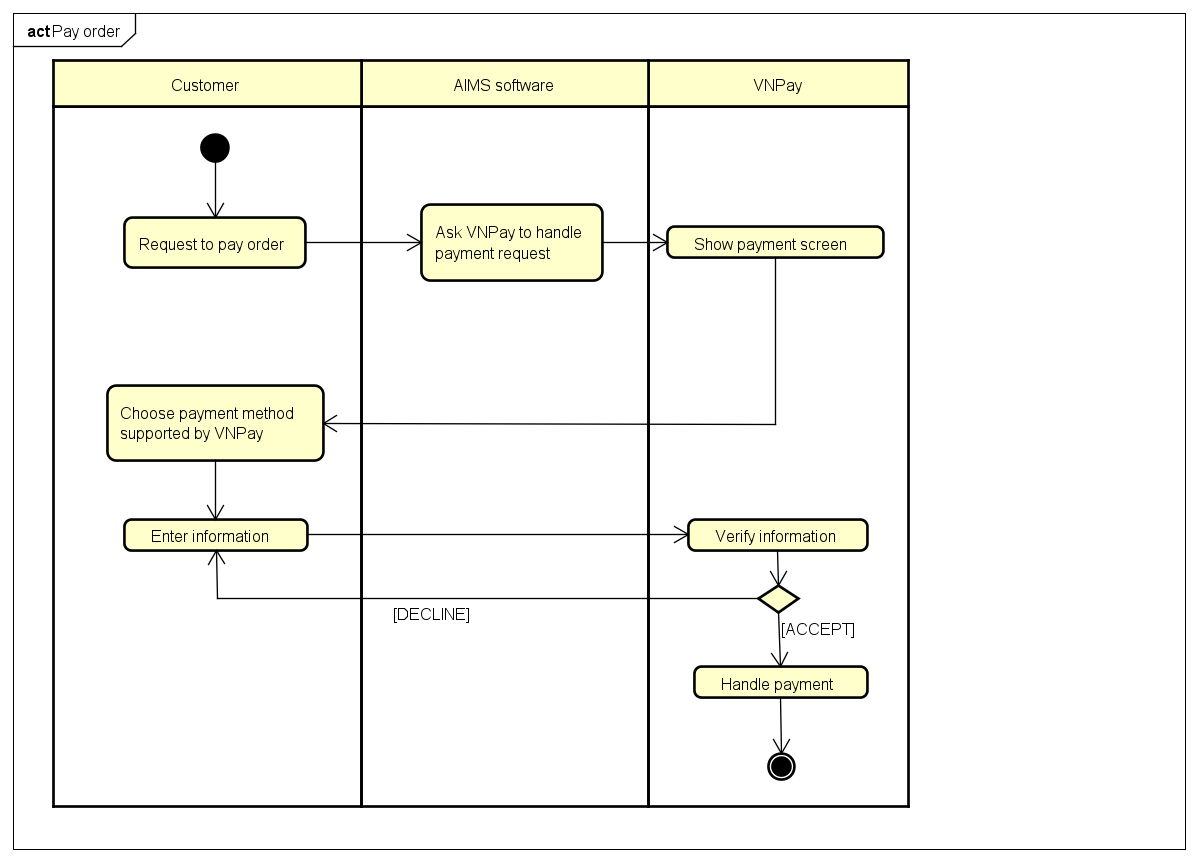 act Pay order
Customer
AIMS software
VNPay
Request to pay order
Ask VNPay to handle
payment request
Show payment screen
Choose payment method
supported by VNPay
Enter information
Verify information
[DECLINE]
[ACCEPT]
Handle payment